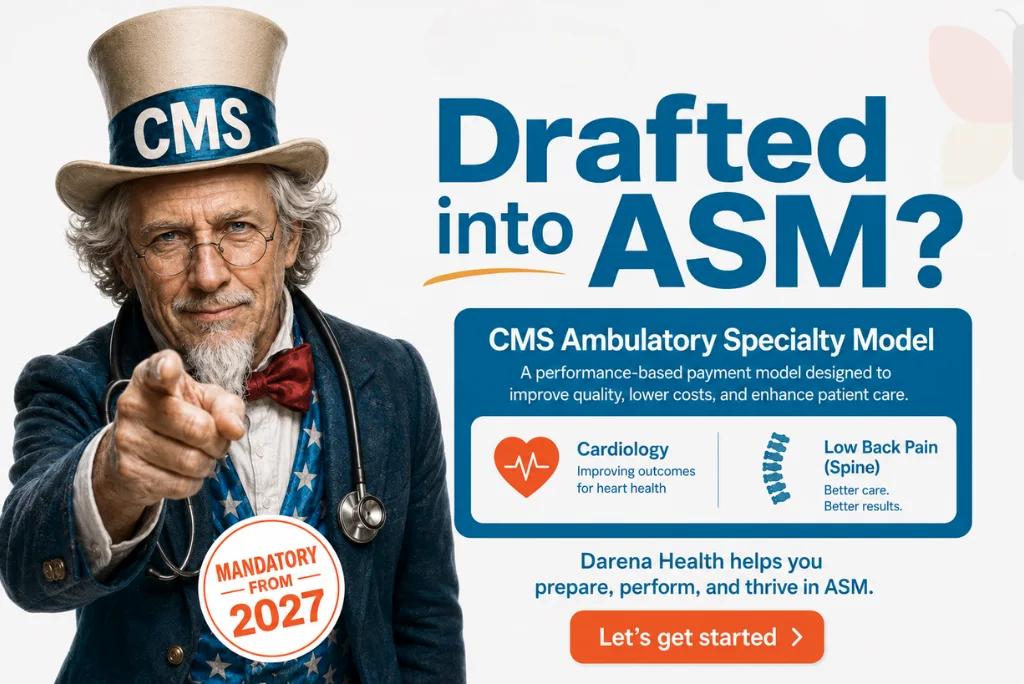 CMS
Drafted
into ASM?
CMS Ambulatory Specialty Model
A performance-based payment model designed to
improve quality, lower costs, and enhance patient care.
Cardiology
Improving outcomes
for heart health
Low Back Pain
(Spine)
Better care.
Better results.
MANDATORY
FROM
2027
Darena Health helps you
prepare, perform, and thrive in ASM.
Let's get started